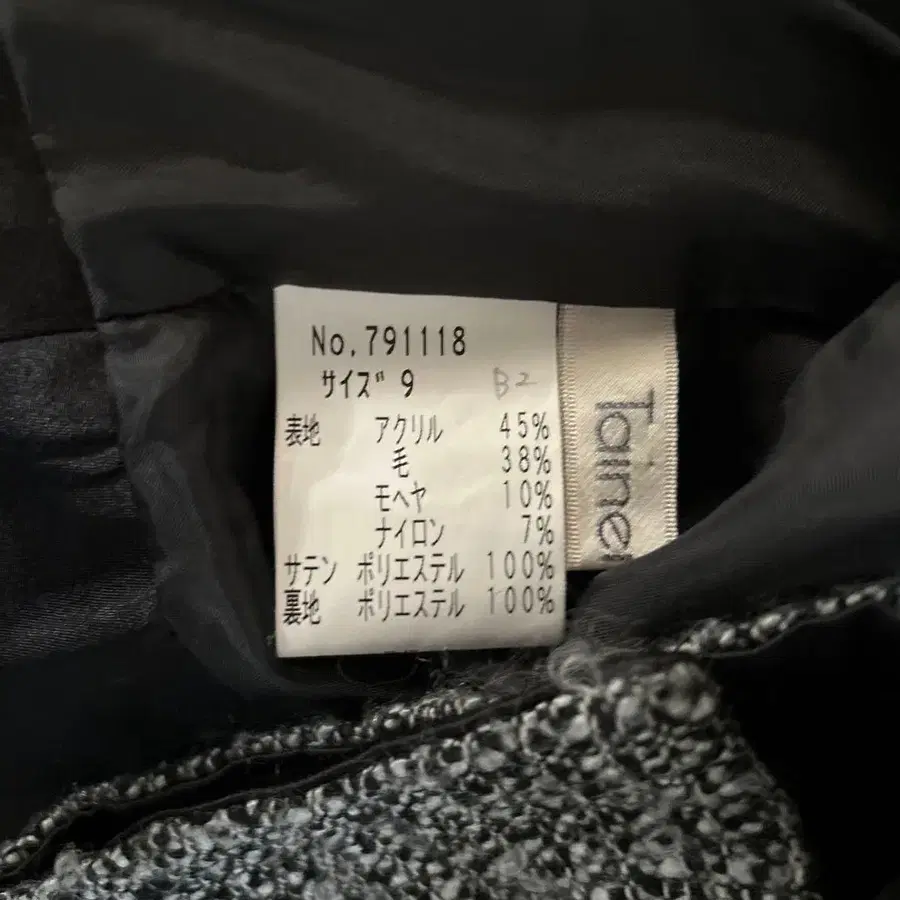 No.791118
サイズ 9 B2
表地 アクリル 45%
毛 38%
モヘヤ 10%
ナイロン 7%
サテン ポリエステル 100%
裏地 ポリエステル 100%